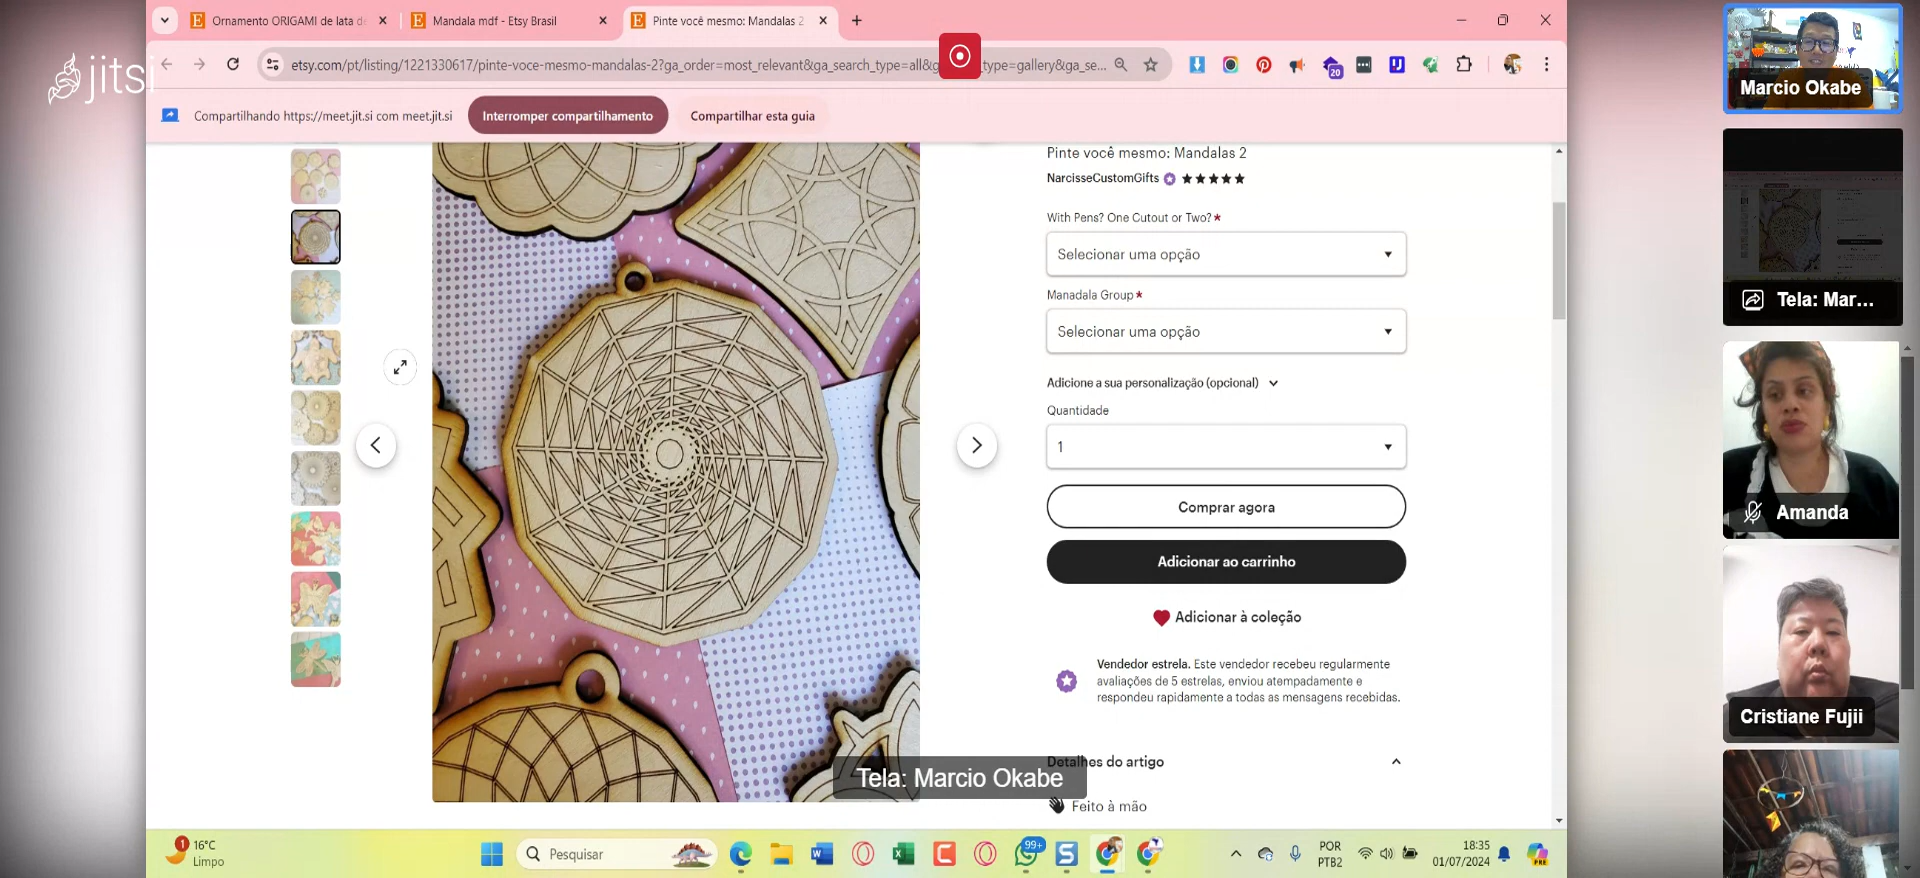 Ornamento ORIGAMI de lata de
Mandala mdf - Etsy Brasil
Pinte você mesmo: Mandalas 2
jitsi
etsy.com/pt/listing/1221330617/pinte-voce-mesmo-mandalas-2?ga_order=most_relevant&ga_search_type=all&g type=gallery&ga_se...
20
Compartilhando https://meet.jit.si com meet.jit.si
Interromper compartilhamento
Compartilhar esta guia
Pinte você mesmo: Mandalas 2
NarcisseCustomGifts
With Pens? One Cutout or Two?*
Selecionar uma opção
Manadala Group*
Selecionar uma opção
Adicione a sua personalização (opcional)
Quantidade
1
Comprar agora
Adicionar ao carrinho
Adicionar à coleção
Vendedor estrela. Este vendedor recebeu regularmente
avaliações de 5 estrelas, enviou atempadamente e
respondeu rapidamente a todas as mensagens recebidas.
Detalhes do artigo
Feito à mão
Tela: Marcio Okabe
Marcio Okabe
Tela: Mar...
Amanda
Cristiane Fujii
1
16°C
Limpo
Pesquisar
99+
POR
PTB2
18:35
01/07/2024
PRE